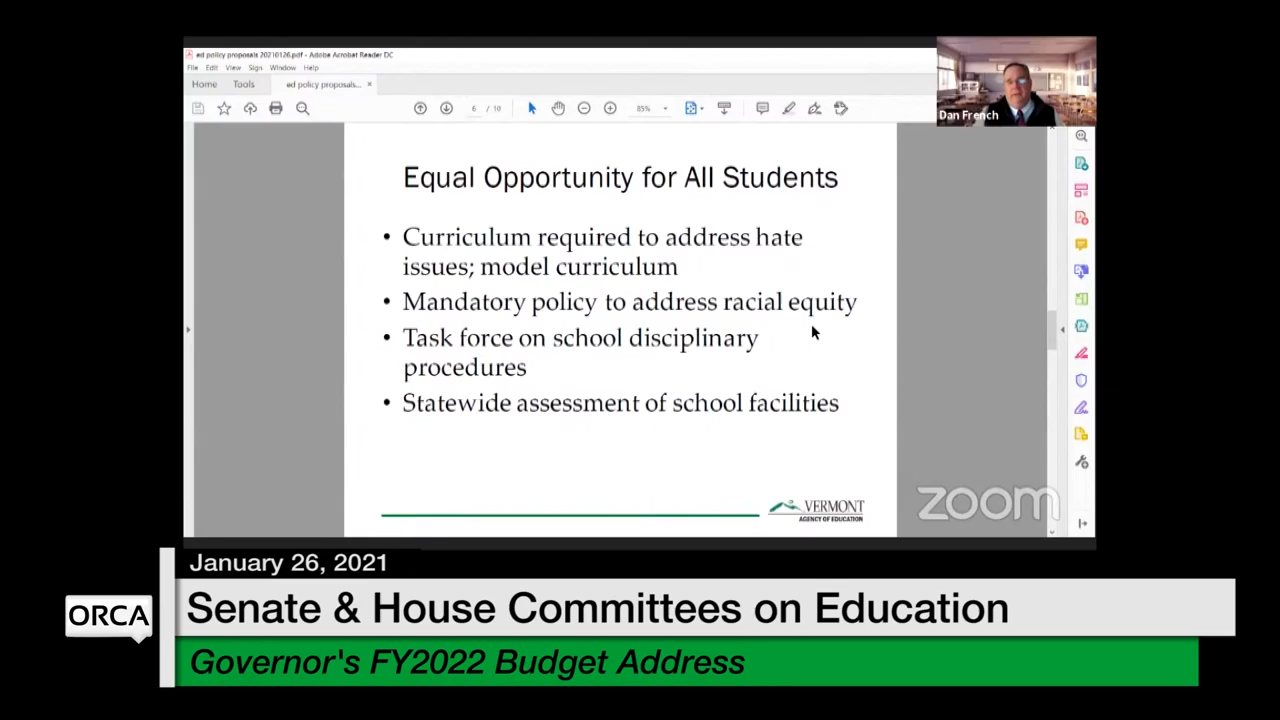 ed policy proposals 20210126.pdf - Adobe Acrobat Reader DC
File Edit View Sign Window Help
Home Tools ed policy proposals... ×
6 / 10 85%
Dan French
Equal Opportunity for All Students
• Curriculum required to address hate
issues; model curriculum
• Mandatory policy to address racial equity
• Task force on school disciplinary
procedures
• Statewide assessment of school facilities
VERMONT
AGENCY OF EDUCATION
zoom
January 26, 2021
ORCA
Senate & House Committees on Education
Governor's FY2022 Budget Address